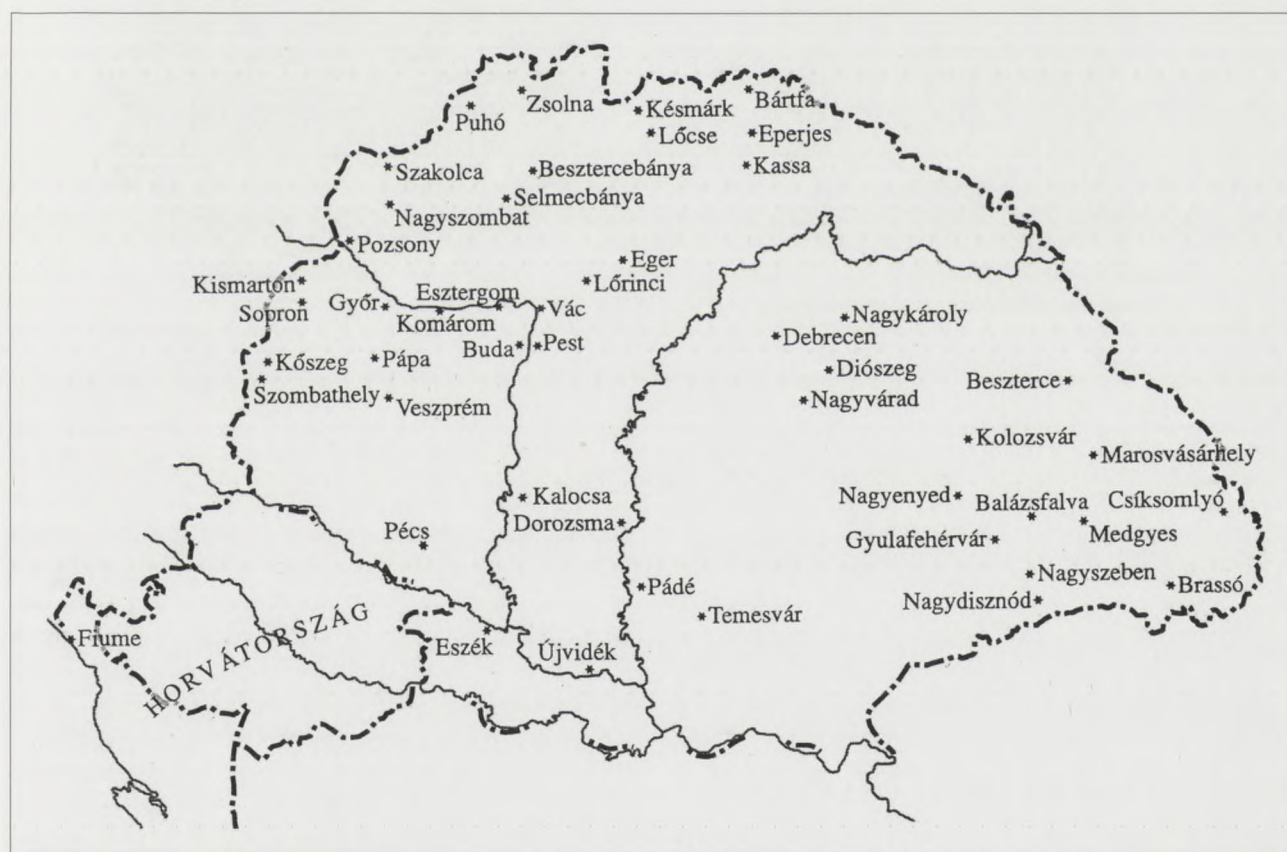 Zsolna
Puhó
Késmárk
Bártfa
Lőcse
Eperjes
Szakolca
Besztercebánya
Kassa
Selmecbánya
Nagyszombat
Pozsony
Eger
Kismarton
Lőrinci
Sopron
Győr
Esztergom
Komárom
Vác
Nagykároly
Debrecen
Buda
Pest
Kőszeg
Pápa
Diószeg
Beszterce
Szombathely
Veszprém
Nagyvárad
Kolozsvár
Marosvásárhely
Kalocsa
Nagyenyed
Balázsfalva
Csíksomlyó
Dorozsma
Pécs
Medgyes
Gyulafehérvár
Nagyszeben
Pádé
Brassó
Nagydisznód
Temesvár
Fiume
HORVÁTORSZÁG
Eszék
Újvidék